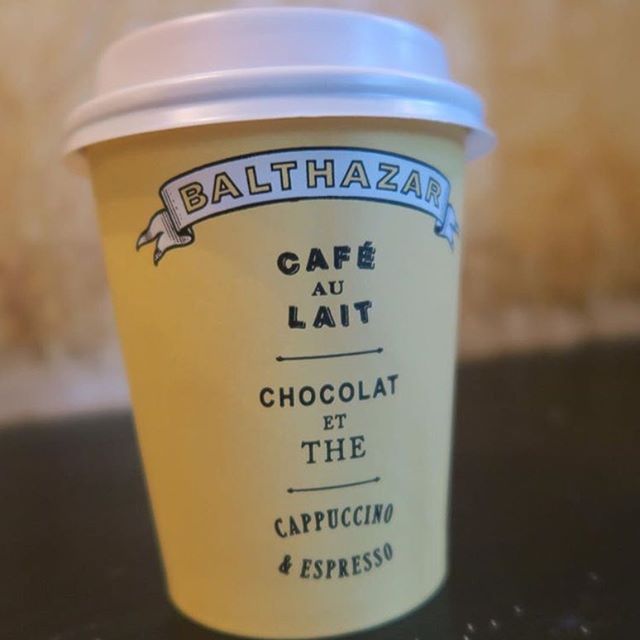 BALTHAZAR
CAFÉ
AU
LAIT
CHOCOLAT
ET
THE
CAPPUCCINO
& ESPRESSO